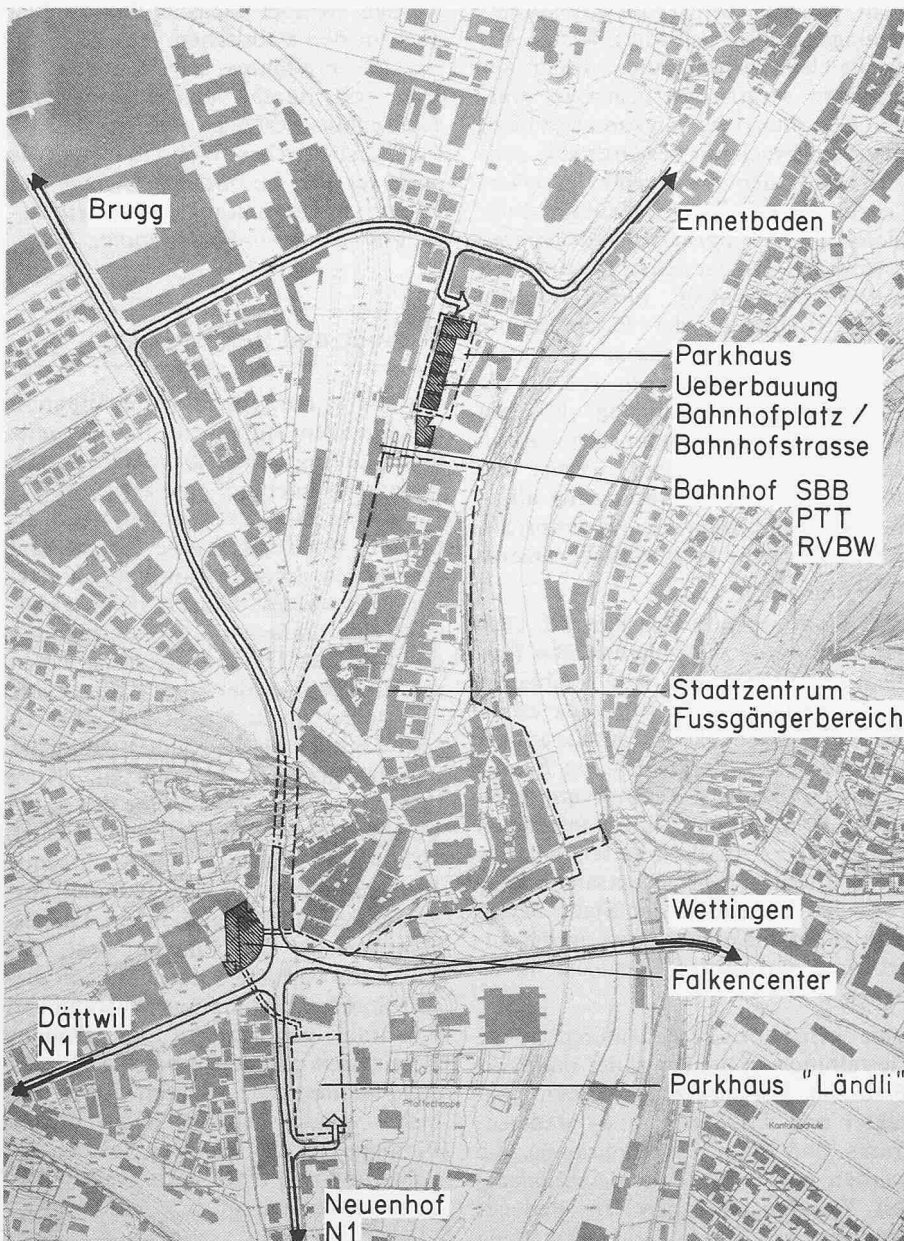 Brugg
Ennetbaden
Parkhaus
Ueberbauung
Bahnhofplatz /
Bahnhofstrasse
Bahnhof SBB
PTT
RVBW
Stadtzentrum
Fussgängerbereich
Wettingen
Falkencenter
Dättwil
N1
Parkhaus "Ländli"
Kantonsschule
Neuenhof
N1